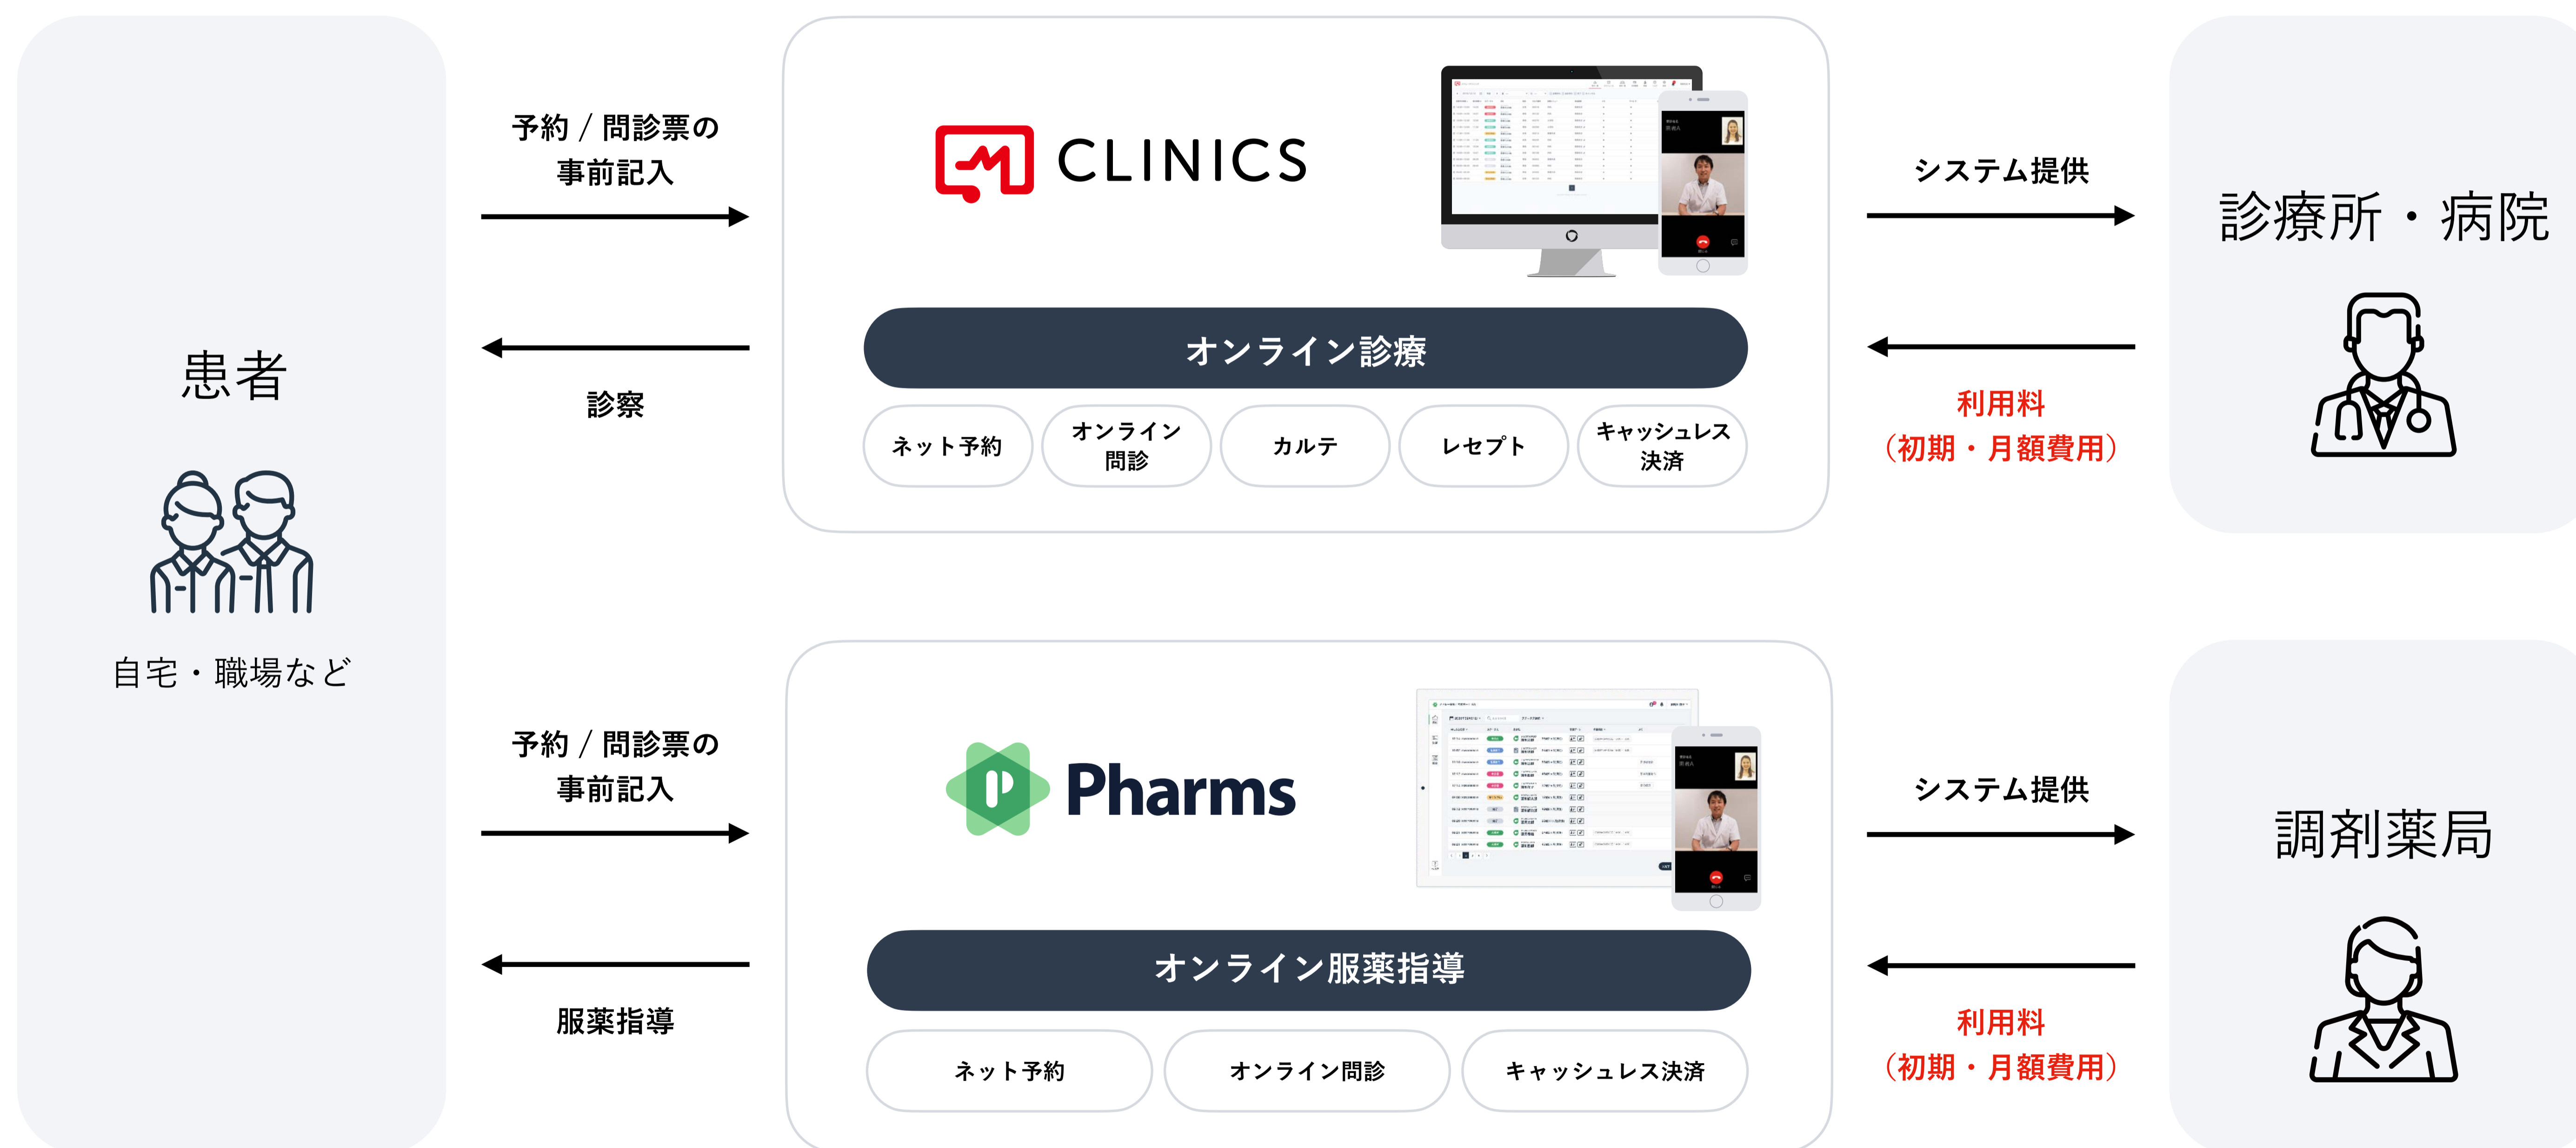 患者
自宅・職場など
予約 / 問診票の
事前記入
診察
CLINICS
オンライン診療
ネット予約
オンライン
問診
カルテ
レセプト
キャッシュレス
決済
システム提供
利用料
（初期・月額費用）
診療所・病院
予約 / 問診票の
事前記入
服薬指導
Pharms
オンライン服薬指導
ネット予約
オンライン問診
キャッシュレス決済
システム提供
利用料
（初期・月額費用）
調剤薬局